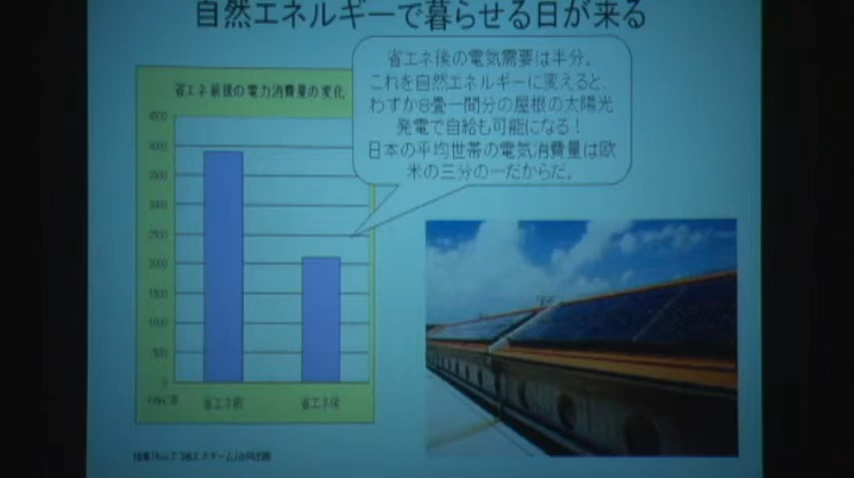 自然エネルギーで暮らせる日が来る
省エネ後の電気需要は半分。
これを自然エネルギーに変えると、
わずか8畳一間分の屋根の太陽光
発電で自給も可能になる！
日本の平均世帯の電気消費量は欧
米の三分の一だからだ。
省エネ前後の電力消費量の変化
4500
4000
3500
3000
2500
2000
1500
1000
500
省エネ前 省エネ後